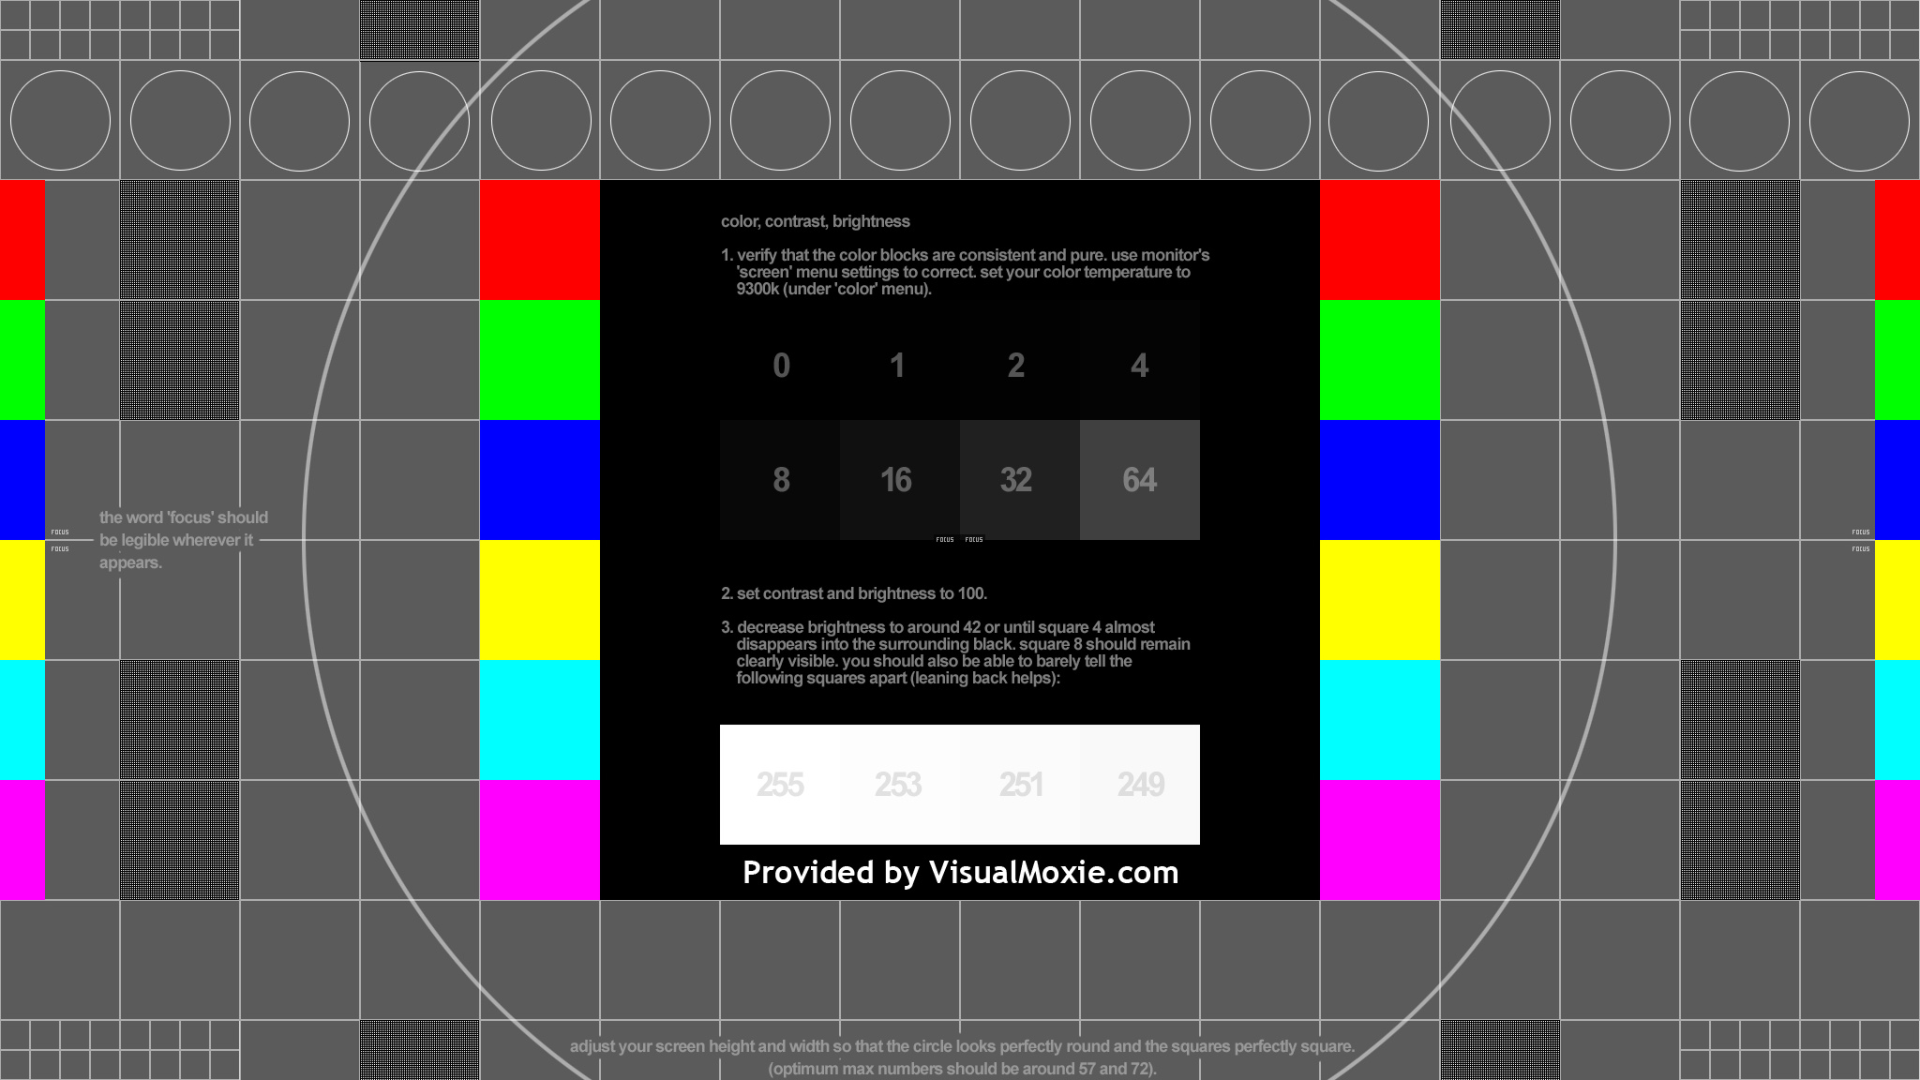 color, contrast, brightness
1. verify that the color blocks are consistent and pure. use monitor's
'screen' menu settings to correct. set your color temperature to
9300k (under 'color' menu).
0 1 2 4
8 16 32 64
the word 'focus' should
be legible wherever it
appears.
FOCUS
FOCUS
FOCUS FOCUS
FOCUS
FOCUS
2. set contrast and brightness to 100.
3. decrease brightness to around 42 or until square 4 almost
disappears into the surrounding black. square 8 should remain
clearly visible. you should also be able to barely tell the
following squares apart (leaning back helps):
255 253 251 249
Provided by VisualMoxie.com
adjust your screen height and width so that the circle looks perfectly round and the squares perfectly square.
(optimum max numbers should be around 57 and 72).